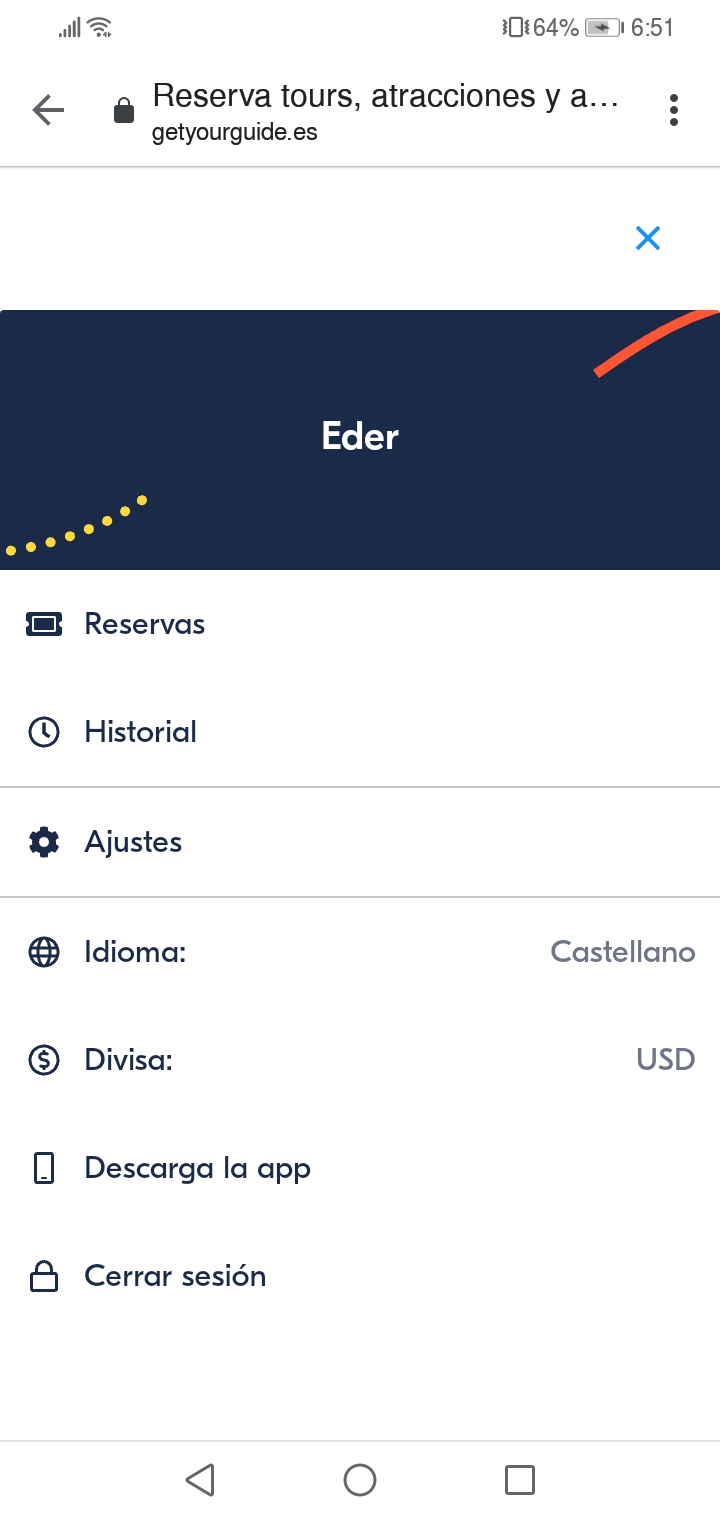 64% 6:51
Reserva tours, atracciones y a...
getyourguide.es
Eder
Reservas
Historial
Ajustes
Idioma: Castellano
Divisa: USD
Descarga la app
Cerrar sesión